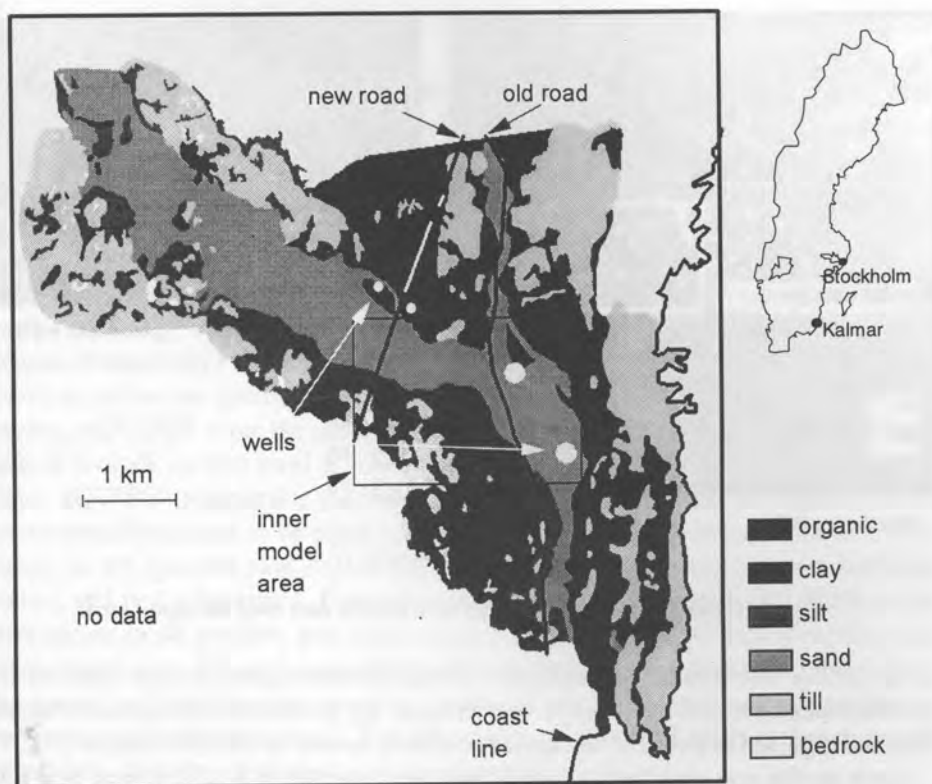 new road
old road
wells
1 km
inner
model
area
no data
coast
line
Stockholm
Kalmar
organic
clay
silt
sand
till
bedrock